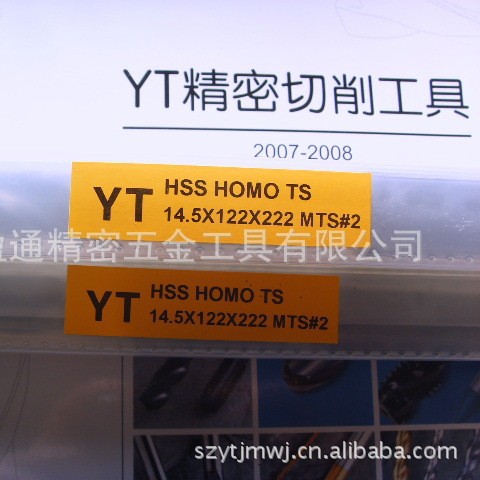 YT精密切削工具
2007-2008
YT HSS HOMO TS
14.5X122X222 MTS#2
通精密五金工具有限公司
YT HSS HOMO TS
14.5X122X222 MTS#2
szytjmwj.cn.alibaba.com